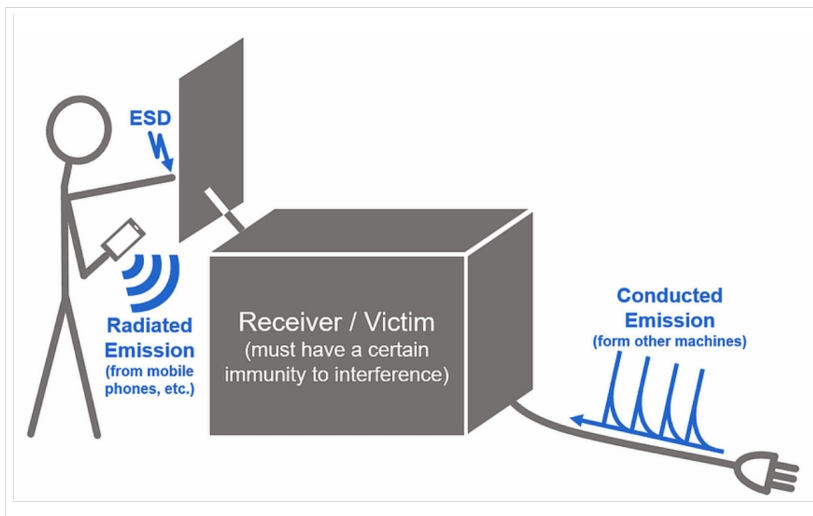 ESD
Radiated
Emission
(from mobile
phones, etc.)
Receiver / Victim
(must have a certain
immunity to interference)
Conducted
Emission
(form other machines)